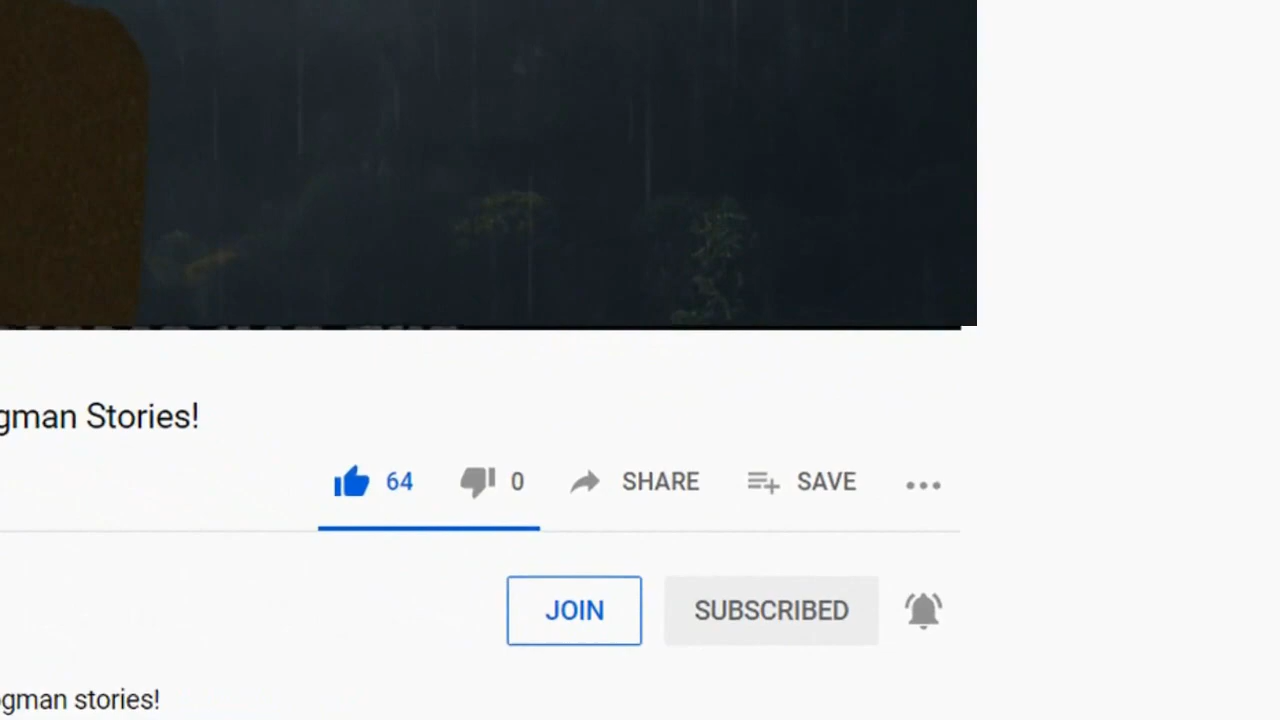 gman Stories!
64 0 SHARE SAVE
JOIN SUBSCRIBED
gman stories!